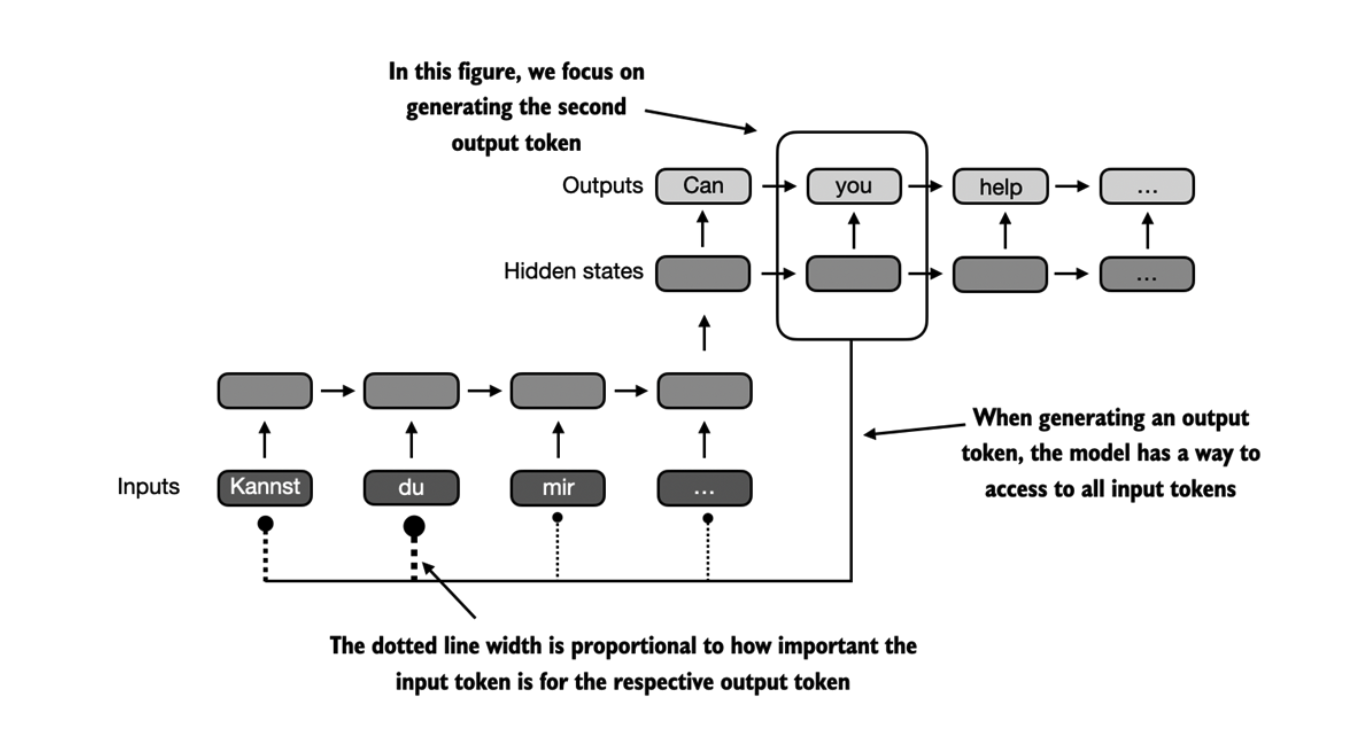 In this figure, we focus on
generating the second
output token
Outputs
Can
you
help
...
Hidden states
...
When generating an output
token, the model has a way to
access to all input tokens
Inputs
Kannst
du
mir
...
The dotted line width is proportional to how important the
input token is for the respective output token